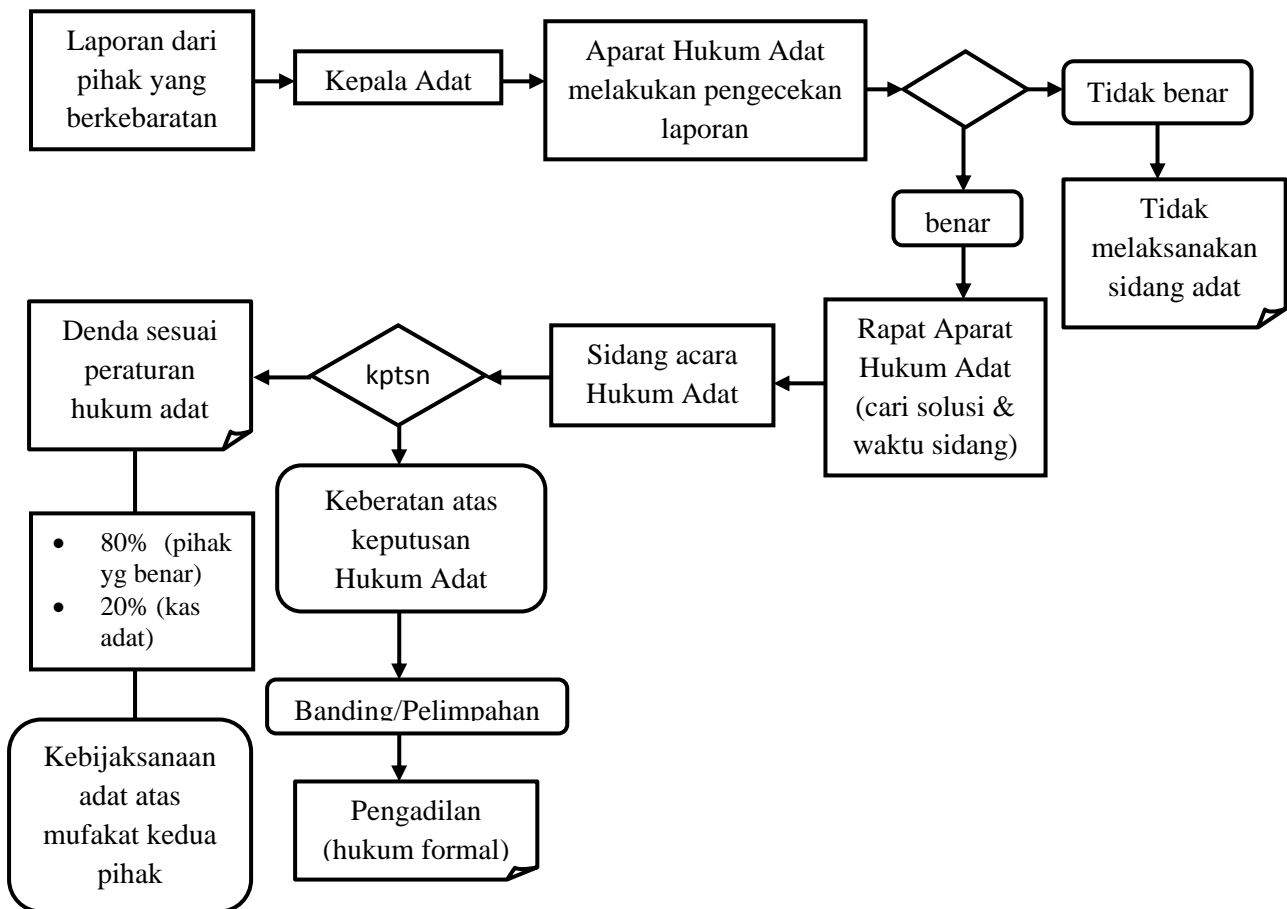 Laporan dari
pihak yang
berkebaratan
Kepala Adat
Aparat Hukum Adat
melakukan pengecekan
laporan
Tidak benar
benar
Tidak
melaksanakan
sidang adat
Rapat Aparat
Hukum Adat
(cari solusi &
waktu sidang)
Sidang acara
Hukum Adat
kptsn
Denda sesuai
peraturan
hukum adat
• 80% (pihak
yg benar)
• 20% (kas
adat)
Kebijaksanaan
adat atas
mufakat kedua
pihak
Keberatan atas
keputusan
Hukum Adat
Banding/Pelimpahan
Pengadilan
(hukum formal)